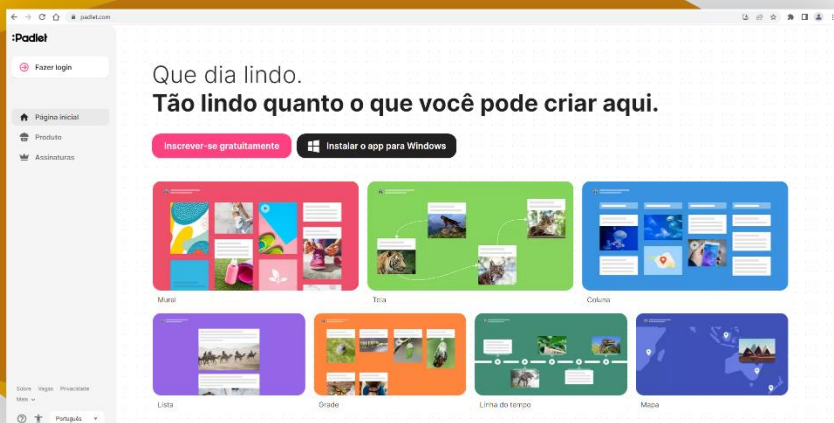 padlet.com
:Padlet
Fazer login
Página inicial
Produto
Assinaturas
Que dia lindo.
Tão lindo quanto o que você pode criar aqui.
Inscrever-se gratuitamente
Instalar o app para Windows
Mural
Tela
Coluna
Lista
Grade
Linha do tempo
Mapa
Sobre Vagas Privacidade
Mais
Português